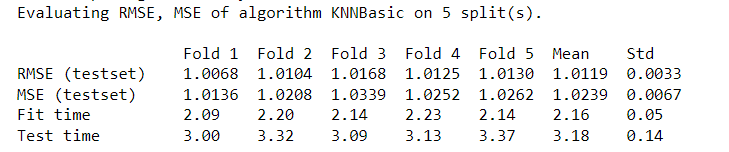 Evaluating RMSE, MSE of algorithm KNNBasic on 5 split(s).
Fold 1 Fold 2 Fold 3 Fold 4 Fold 5 Mean Std
RMSE (testset) 1.0068 1.0104 1.0168 1.0125 1.0130 1.0119 0.0033
MSE (testset) 1.0136 1.0208 1.0339 1.0252 1.0262 1.0239 0.0067
Fit time 2.09 2.20 2.14 2.23 2.14 2.16 0.05
Test time 3.00 3.32 3.09 3.13 3.37 3.18 0.14